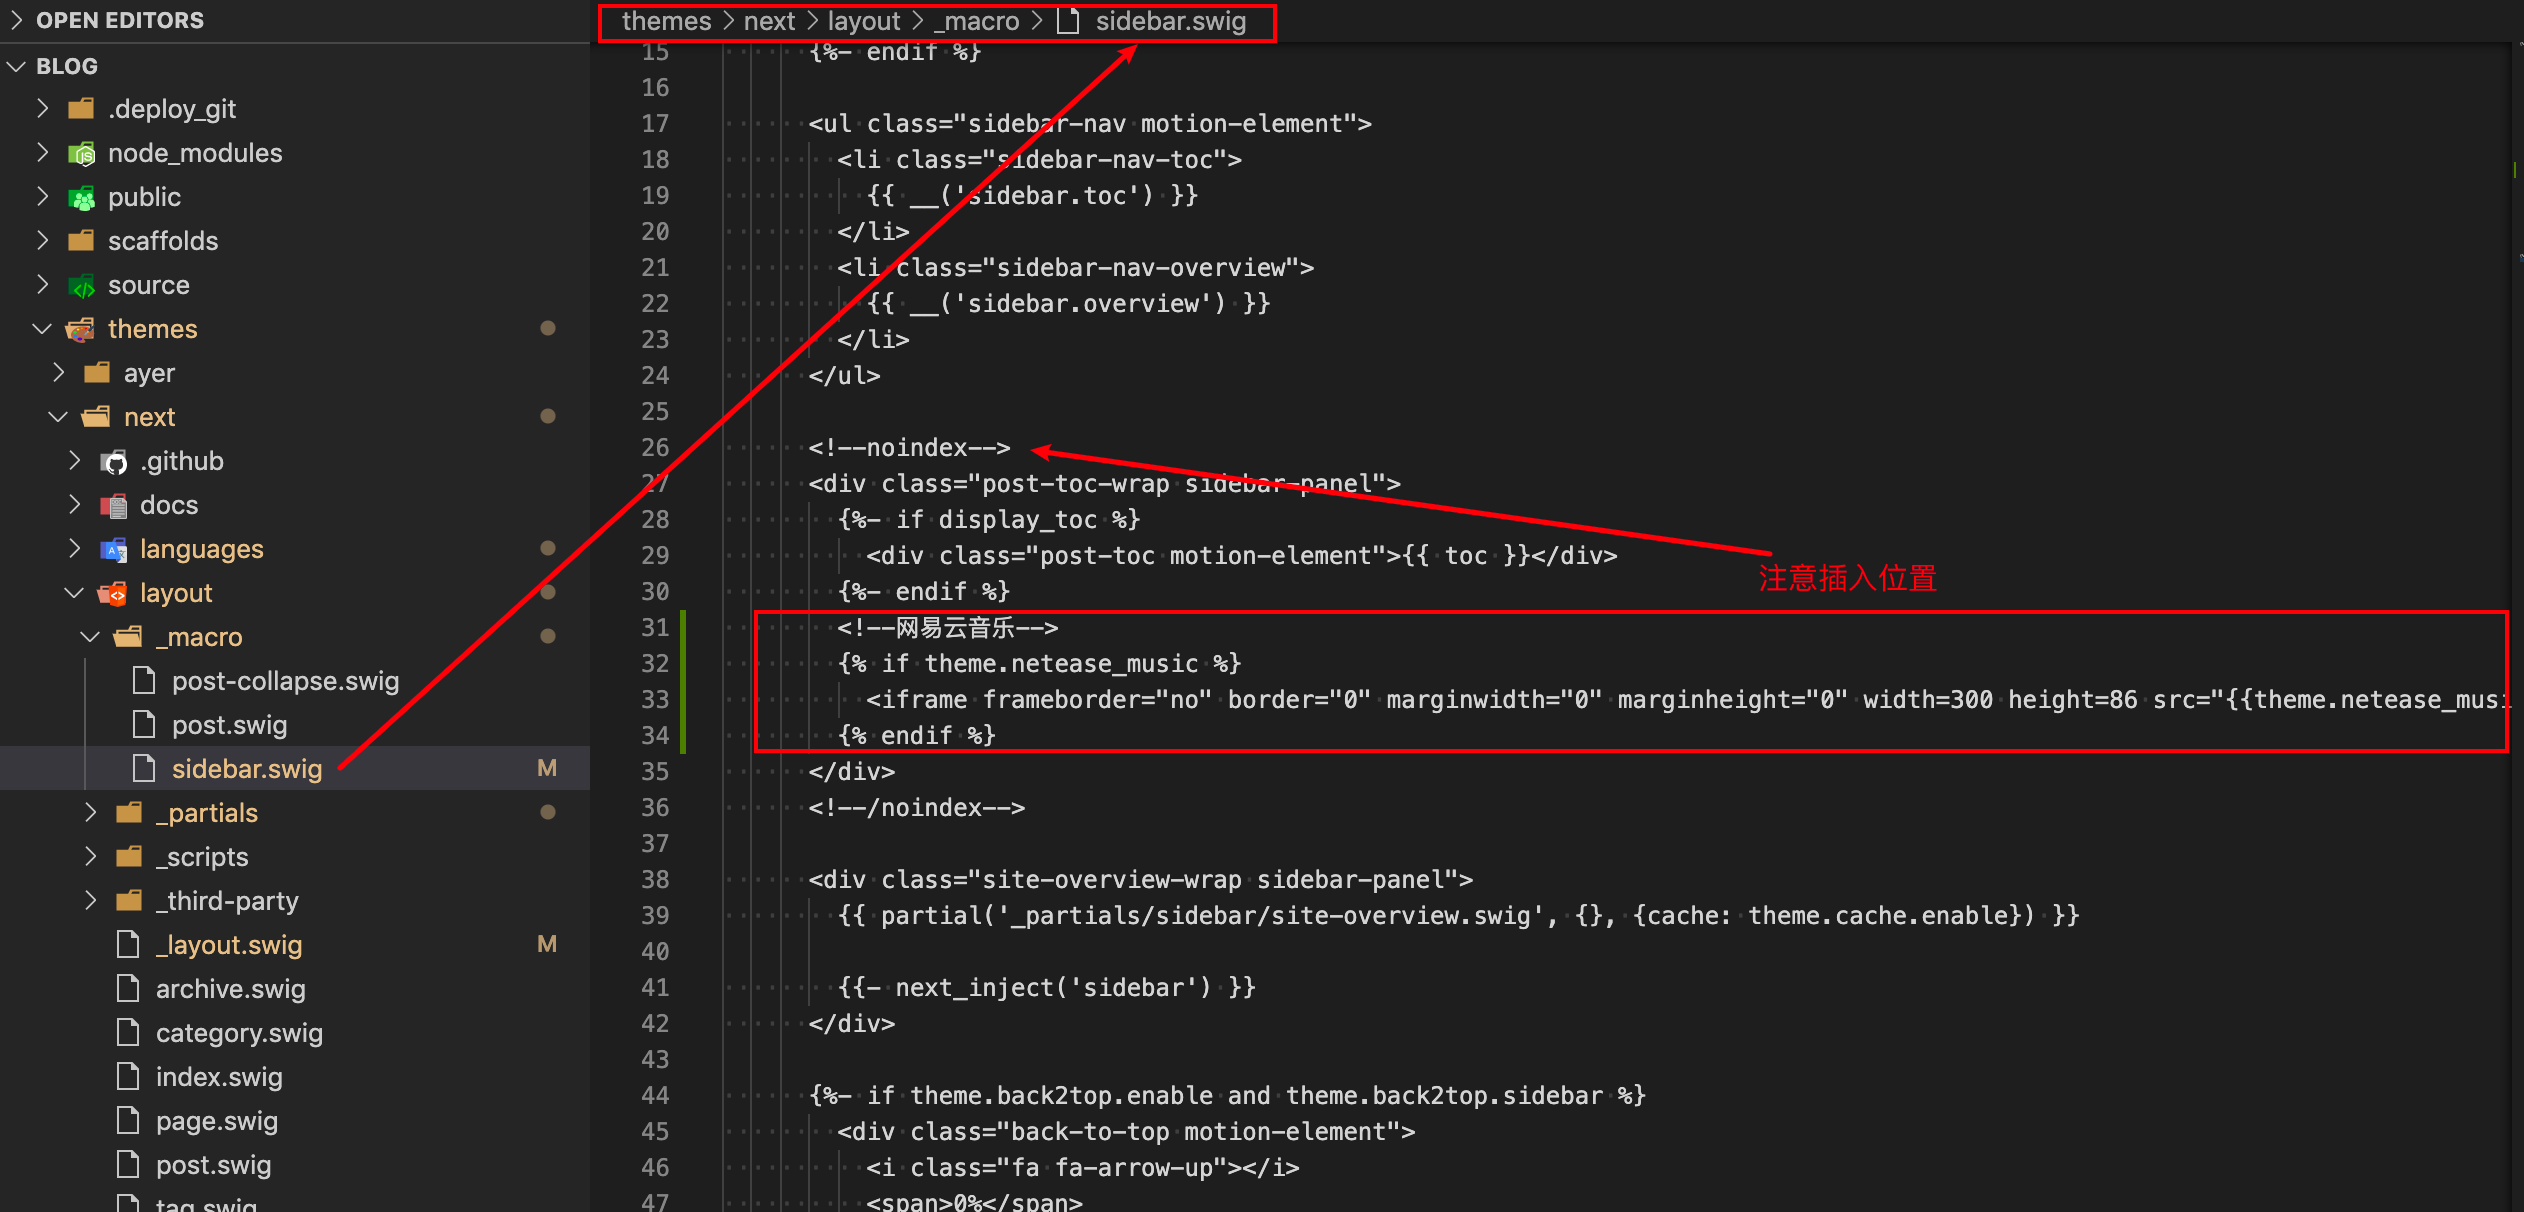 OPEN EDITORS
BLOG
.deploy_git
node_modules
public
scaffolds
source
themes
ayer
next
.github
docs
languages
layout
_macro
post-collapse.swig
post.swig
sidebar.swig M
_partials
_scripts
_third-party
_layout.swig M
archive.swig
category.swig
index.swig
page.swig
post.swig
tag.swig
themes > next > layout > _macro > sidebar.swig
15 {%- endif %}
16
17 <ul class="sidebar-nav motion-element">
18 <li class="sidebar-nav-toc">
19 {{ __('sidebar.toc') }}
20 </li>
21 <li class="sidebar-nav-overview">
22 {{ __('sidebar.overview') }}
23 </li>
24 </ul>
25
26 <!--noindex-->
27 <div class="post-toc-wrap sidebar-panel">
28 {%- if display_toc %}
29 <div class="post-toc motion-element">{{ toc }}</div>
注意插入位置
30 {%- endif %}
31 <!--网易云音乐-->
32 {% if theme.netease_music %}
33 <iframe frameborder="no" border="0" marginwidth="0" marginheight="0" width=300 height=86 src="{{theme.netease_musi
34 {% endif %}
35 </div>
36 <!--/noindex-->
37
38 <div class="site-overview-wrap sidebar-panel">
39 {{ partial('_partials/sidebar/site-overview.swig', {}, {cache: theme.cache.enable}) }}
40
41 {{- next_inject('sidebar') }}
42 </div>
43
44 {%- if theme.back2top.enable and theme.back2top.sidebar %}
45 <div class="back-to-top motion-element">
46 <i class="fa fa-arrow-up"></i>
47 <span>0%</span>